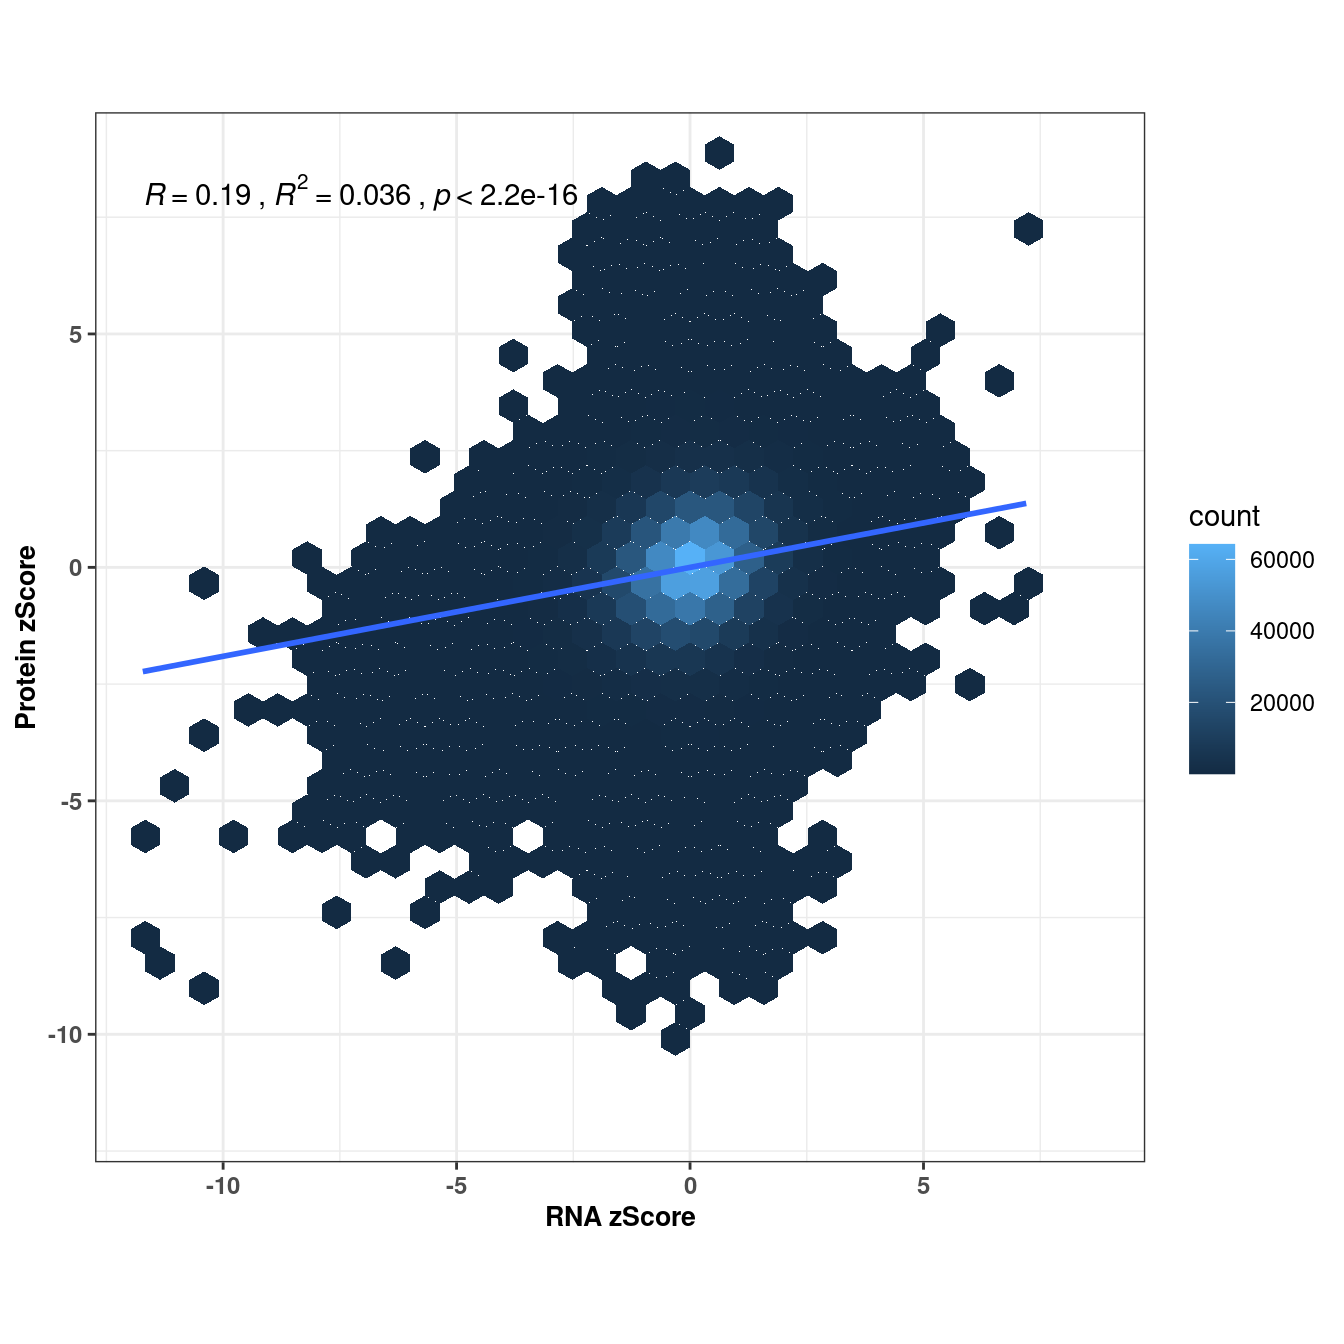 R = 0.19 , R² = 0.036 , p < 2.2e-16
5
0
-5
-10
Protein zScore
-10 -5 0 5
RNA zScore
count
60000
40000
20000